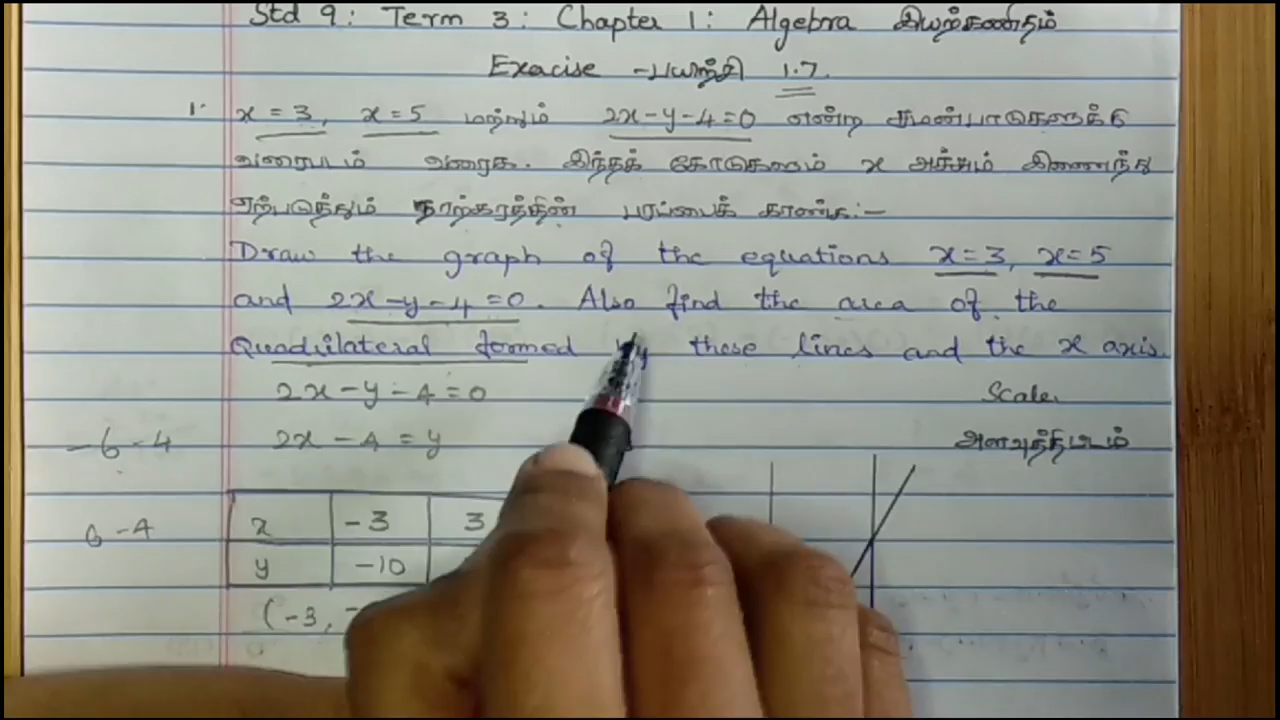 Std 9: Term 3: Chapter 1: Algebra இயற்கணிதம்
Exacise - பயிற்சி 1.7.
1. x = 3, x = 5 மற்றும் 2x-y-4=0 என்ற சமன்பாடுகளுக்கு
வரைபடம் வரைக. இந்தக் கோடுகளும் x அச்சும் இணைந்து
ஏற்படுத்தும் நாற்கரத்தின் பரப்பைக் காண்க:-
Draw the graph of the equations x=3, x=5
and 2x-y-4=0. Also find the area of the
Quadrilateral formed these lines and the x axis.
2x-y-4=0 Scale.
-6-4 2x-4=y அளவுத்திட்டம்
6-4 x -3 3
y -10
(-3,